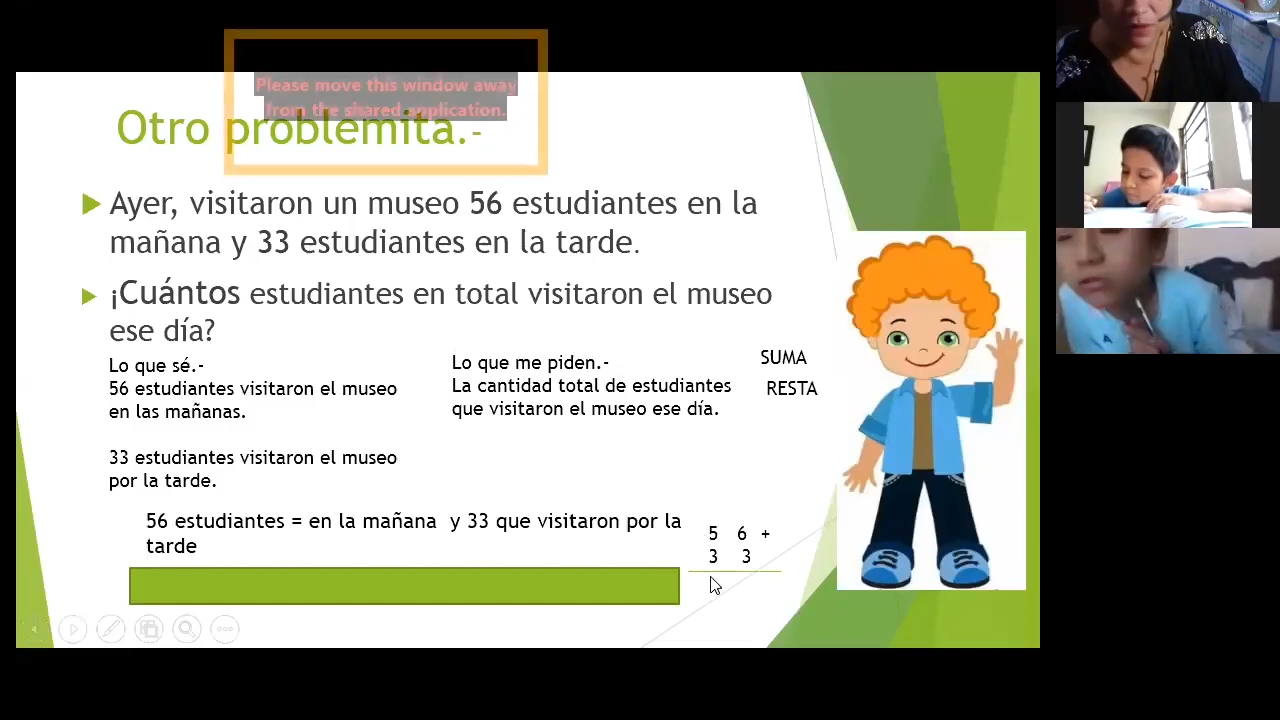 Please move this window away
from the shared application.
Otro problemita.-
Ayer, visitaron un museo 56 estudiantes en la
mañana y 33 estudiantes en la tarde.
¡Cuántos estudiantes en total visitaron el museo
ese día?
Lo que sé.-
56 estudiantes visitaron el museo
en las mañanas.
33 estudiantes visitaron el museo
por la tarde.
Lo que me piden.-
La cantidad total de estudiantes
que visitaron el museo ese día.
SUMA
RESTA
56 estudiantes = en la mañana y 33 que visitaron por la
tarde
5 6 +
3 3